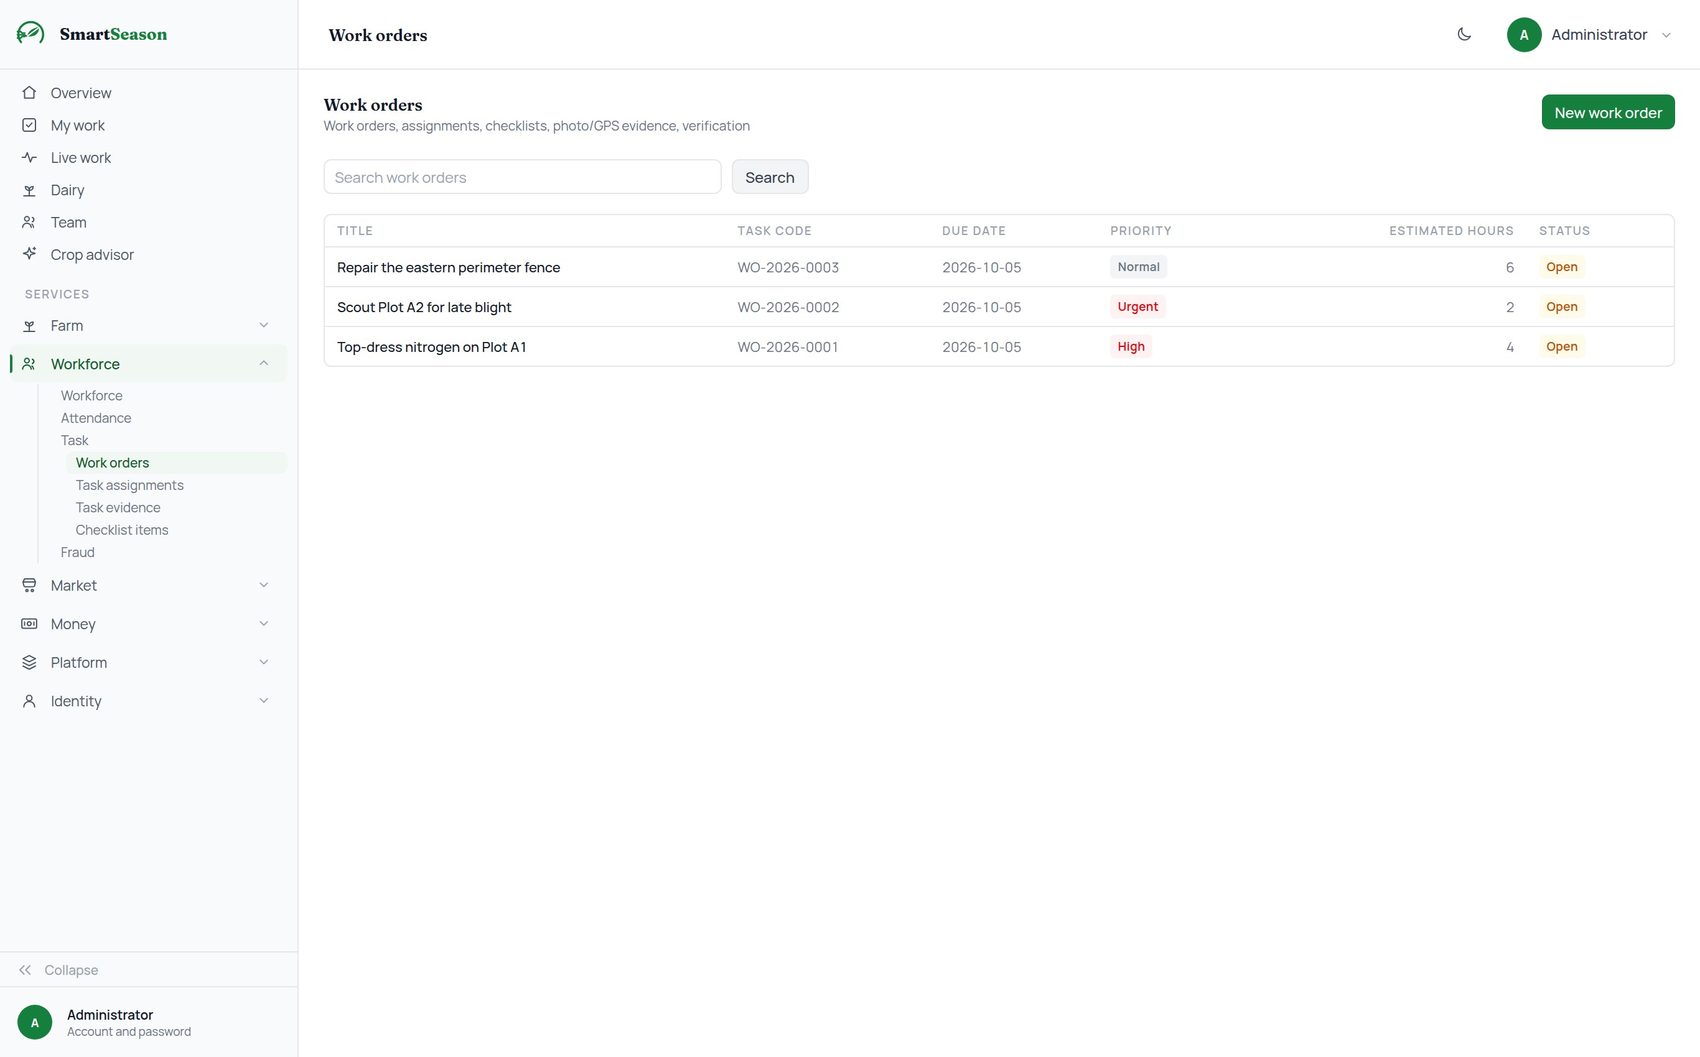 SmartSeason
Work orders
A
Administrator
Overview
My work
Live work
Dairy
Team
Crop advisor
SERVICES
Farm
Workforce
Workforce
Attendance
Task
Work orders
Task assignments
Task evidence
Checklist items
Fraud
Market
Money
Platform
Identity
Collapse
A
Administrator
Account and password
Work orders
Work orders, assignments, checklists, photo/GPS evidence, verification
New work order
Search work orders
Search
TITLE TASK CODE DUE DATE PRIORITY ESTIMATED HOURS STATUS
Repair the eastern perimeter fence WO-2026-0003 2026-10-05 Normal 6 Open
Scout Plot A2 for late blight WO-2026-0002 2026-10-05 Urgent 2 Open
Top-dress nitrogen on Plot A1 WO-2026-0001 2026-10-05 High 4 Open